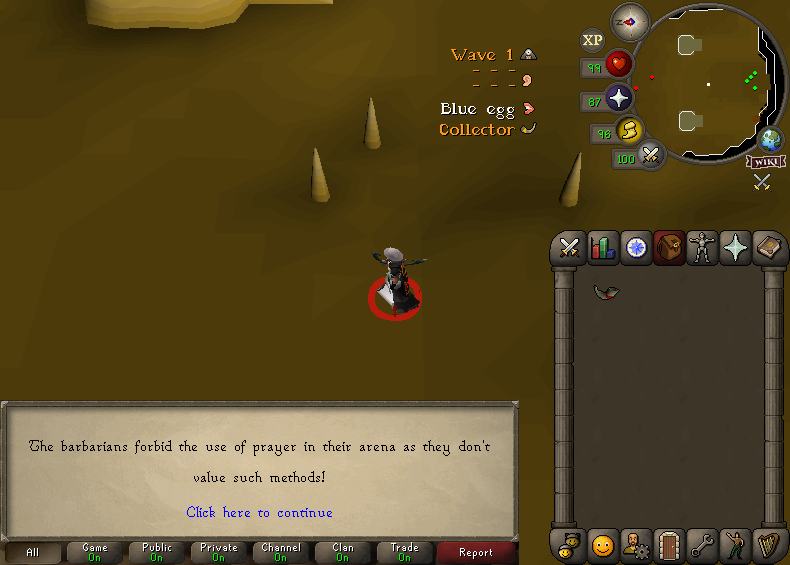 Wave 1
- - -
- - -
Blue egg
Collector
XP
99
67
96
100
WIKI
The barbarians forbid the use of prayer in their arena as they don't
value such methods!
Click here to continue
All
Game
On
Public
On
Private
On
Channel
On
Clan
On
Trade
On
Report